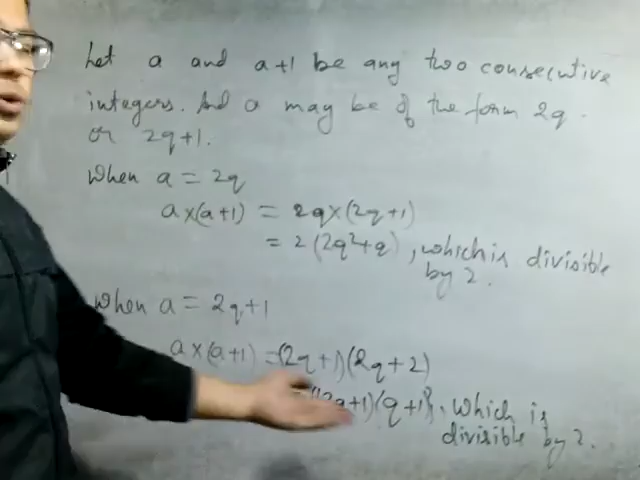 Let a and a+1 be any two consecutive
integers. And a may be of the form 2q.
or 2q+1.
When a = 2q
a×(a+1) = 2q×(2q+1)
= 2(2q²+q), which is divisible
by 2.
When a = 2q+1
a×(a+1) = (2q+1)(2q+2)
(2q+1)(q+1)}, which is
divisible by 2.